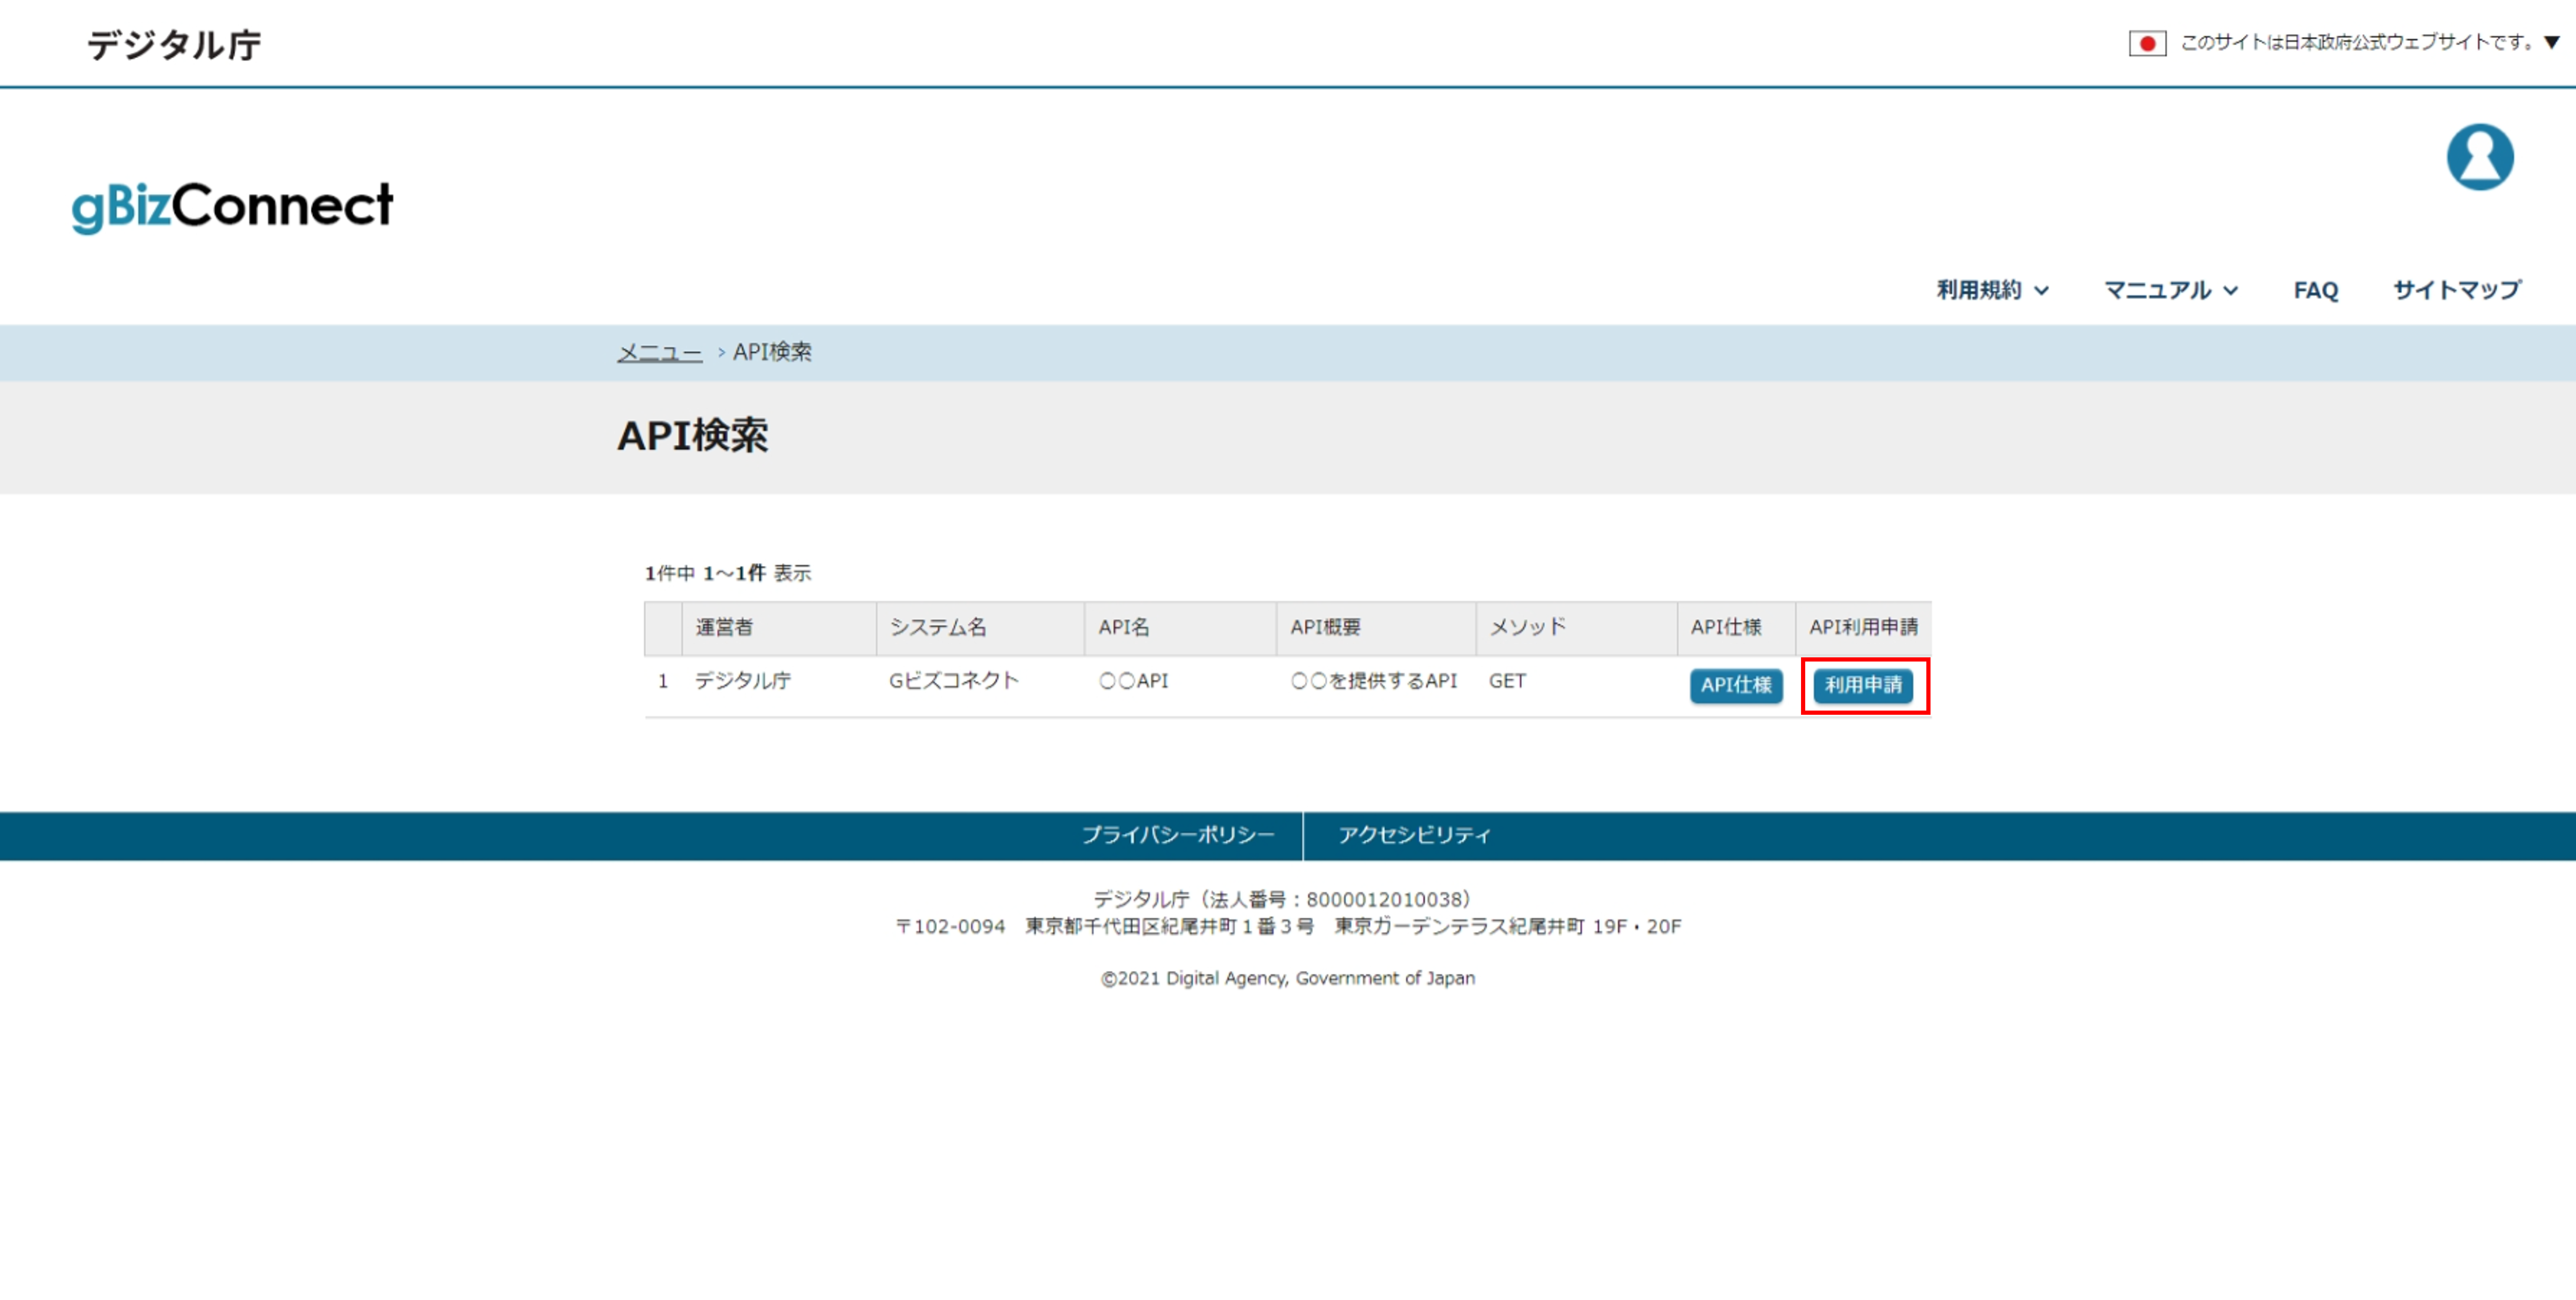 デジタル庁
このサイトは日本政府公式ウェブサイトです。▼
gBizConnect
利用規約 マニュアル FAQ サイトマップ
メニュー > API検索
API検索
1件中 1～1件 表示
運営者 システム名 API名 API概要 メソッド API仕様 API利用申請
1 デジタル庁 Gビズコネクト 〇〇API 〇〇を提供するAPI GET API仕様 利用申請
プライバシーポリシー アクセシビリティ
デジタル庁（法人番号：8000012010038）
〒102-0094　東京都千代田区紀尾井町１番３号　東京ガーデンテラス紀尾井町 19F・20F
©2021 Digital Agency, Government of Japan